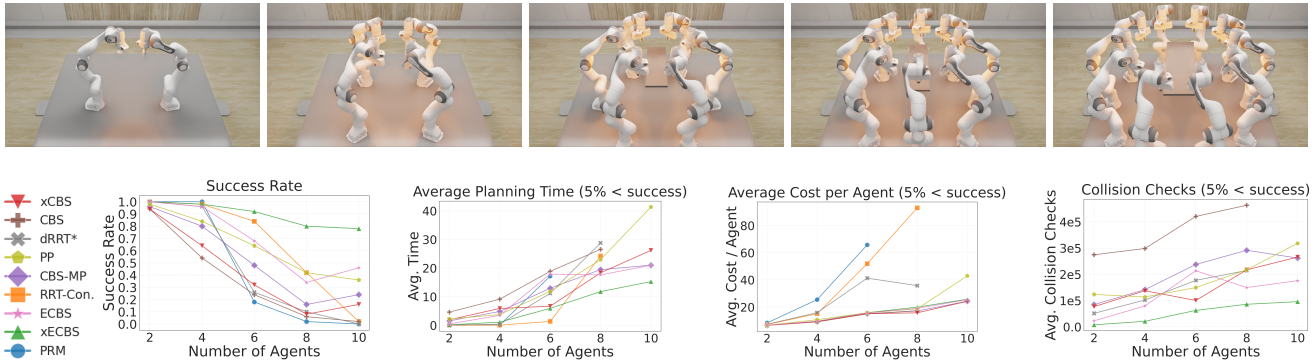 xCBS
CBS
dRRT*
PP
CBS-MP
RRT-Con.
ECBS
xECBS
PRM
Success Rate
Success Rate
1.0
0.9
0.8
0.7
0.6
0.5
0.4
0.3
0.2
0.1
0.0
2 4 6 8 10
Number of Agents
Average Planning Time (5% < success)
Avg. Time
40
30
20
10
0
2 4 6 8 10
Number of Agents
Average Cost per Agent (5% < success)
Avg. Cost / Agent
80
60
40
20
2 4 6 8 10
Number of Agents
Collision Checks (5% < success)
Avg. Collision Checks
4e5
3e5
2e5
1e5
0.0
2 4 6 8 10
Number of Agents